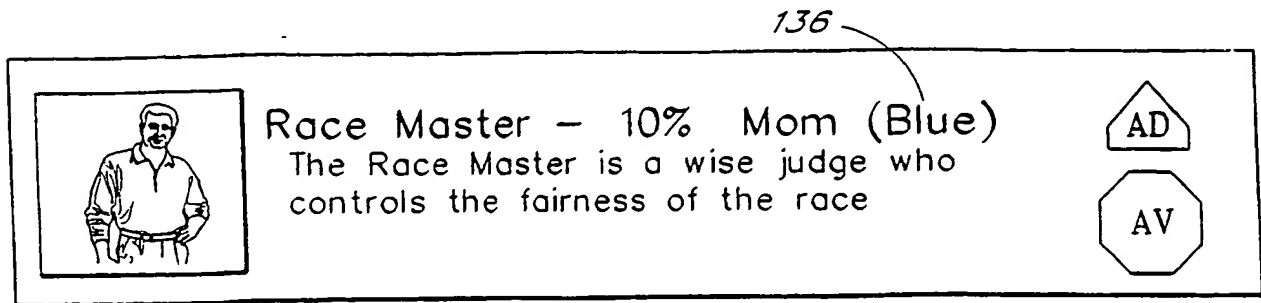 136
Race Master - 10% Mom (Blue)
The Race Master is a wise judge who
controls the fairness of the race
AD
AV